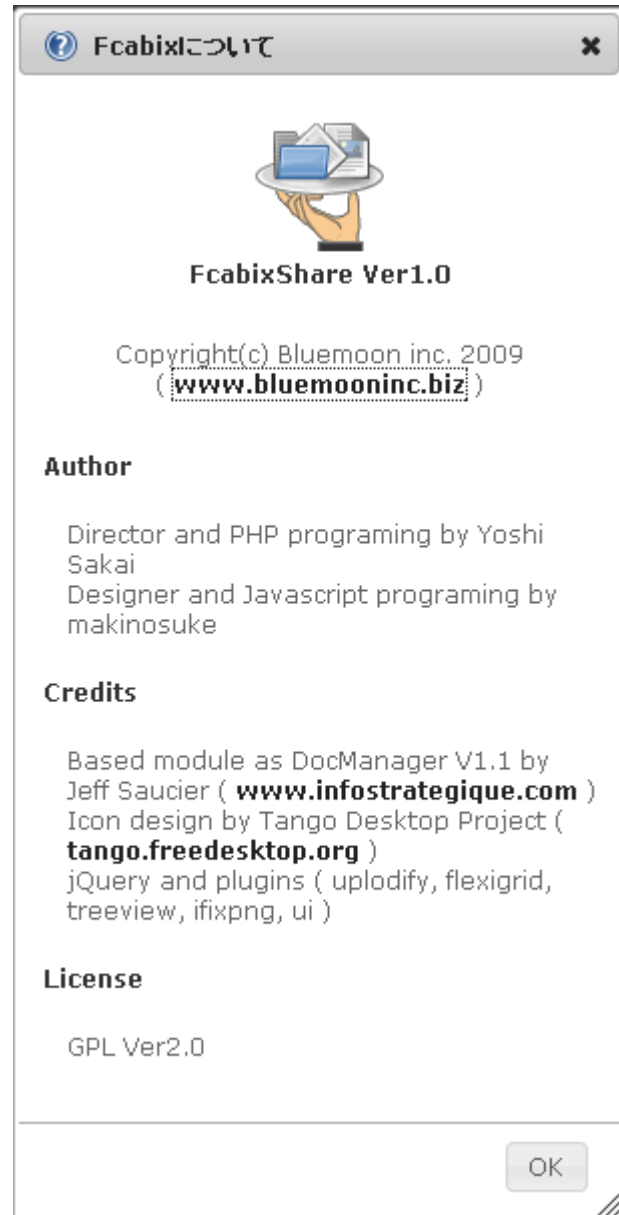 Fcabixについて
FcabixShare Ver1.0
Copyright(c) Bluemoon inc. 2009
( www.bluemooninc.biz )
Author
Director and PHP programing by Yoshi
Sakai
Designer and Javascript programing by
makinosuke
Credits
Based module as DocManager V1.1 by
Jeff Saucier ( www.infostrategique.com )
Icon design by Tango Desktop Project (
tango.freedesktop.org )
jQuery and plugins ( uplodify, flexigrid,
treeview, ifixpng, ui )
License
GPL Ver2.0
OK